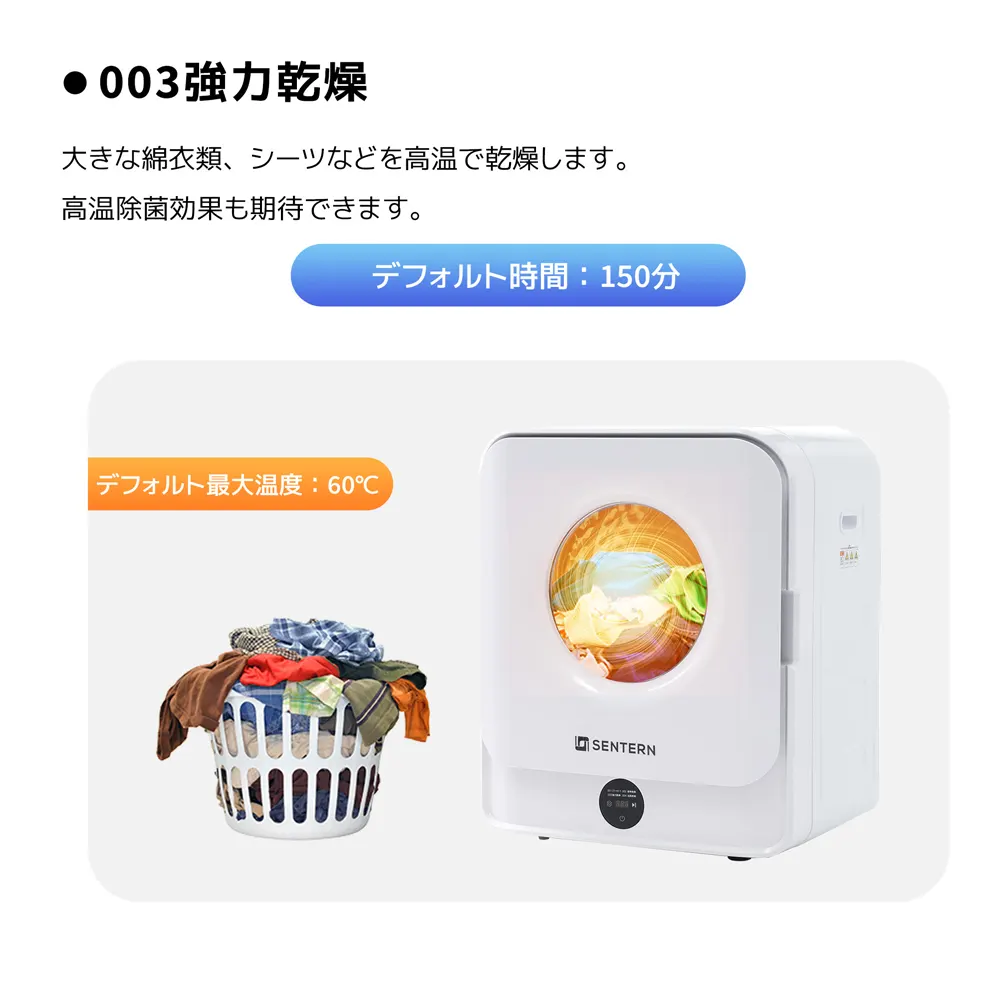 ● 003強力乾燥
大きな綿衣類、シーツなどを高温で乾燥します。
高温除菌効果も期待できます。
デフォルト時間：150分
デフォルト最大温度：60℃
SENTERN